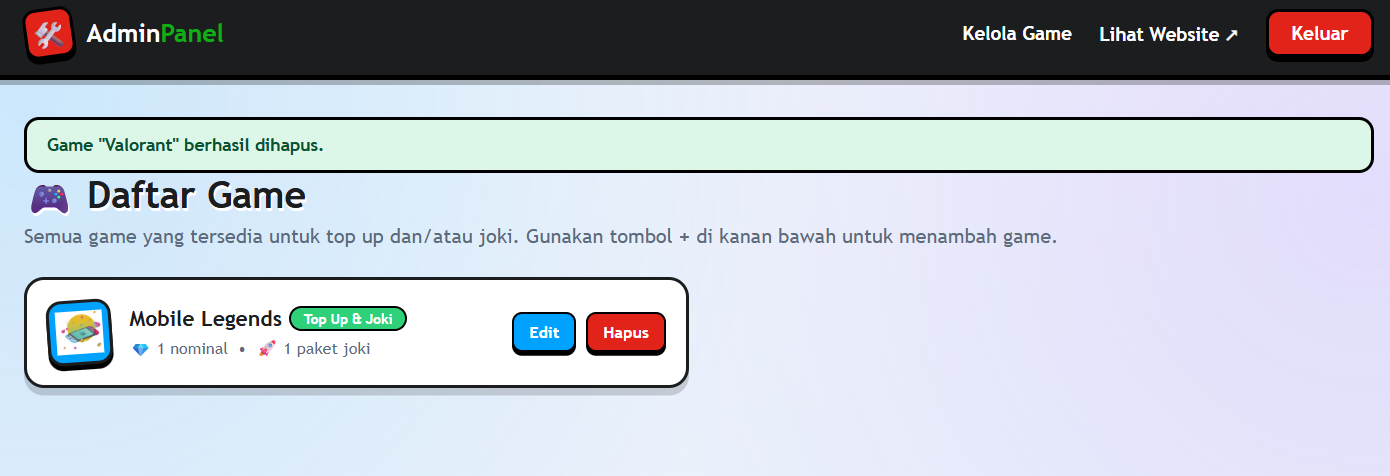 AdminPanel
Kelola Game
Lihat Website ↗
Keluar
Game "Valorant" berhasil dihapus.
Daftar Game
Semua game yang tersedia untuk top up dan/atau joki. Gunakan tombol + di kanan bawah untuk menambah game.
Mobile Legends Top Up & Joki
1 nominal • 1 paket joki
Edit
Hapus